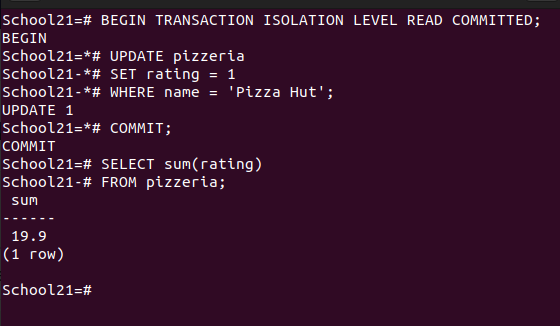 School21=# BEGIN TRANSACTION ISOLATION LEVEL READ COMMITTED;
BEGIN
School21=*# UPDATE pizzeria
School21-*# SET rating = 1
School21-*# WHERE name = 'Pizza Hut';
UPDATE 1
School21=*# COMMIT;
COMMIT
School21=# SELECT sum(rating)
School21-# FROM pizzeria;
 sum
------
 19.9
(1 row)

School21=#